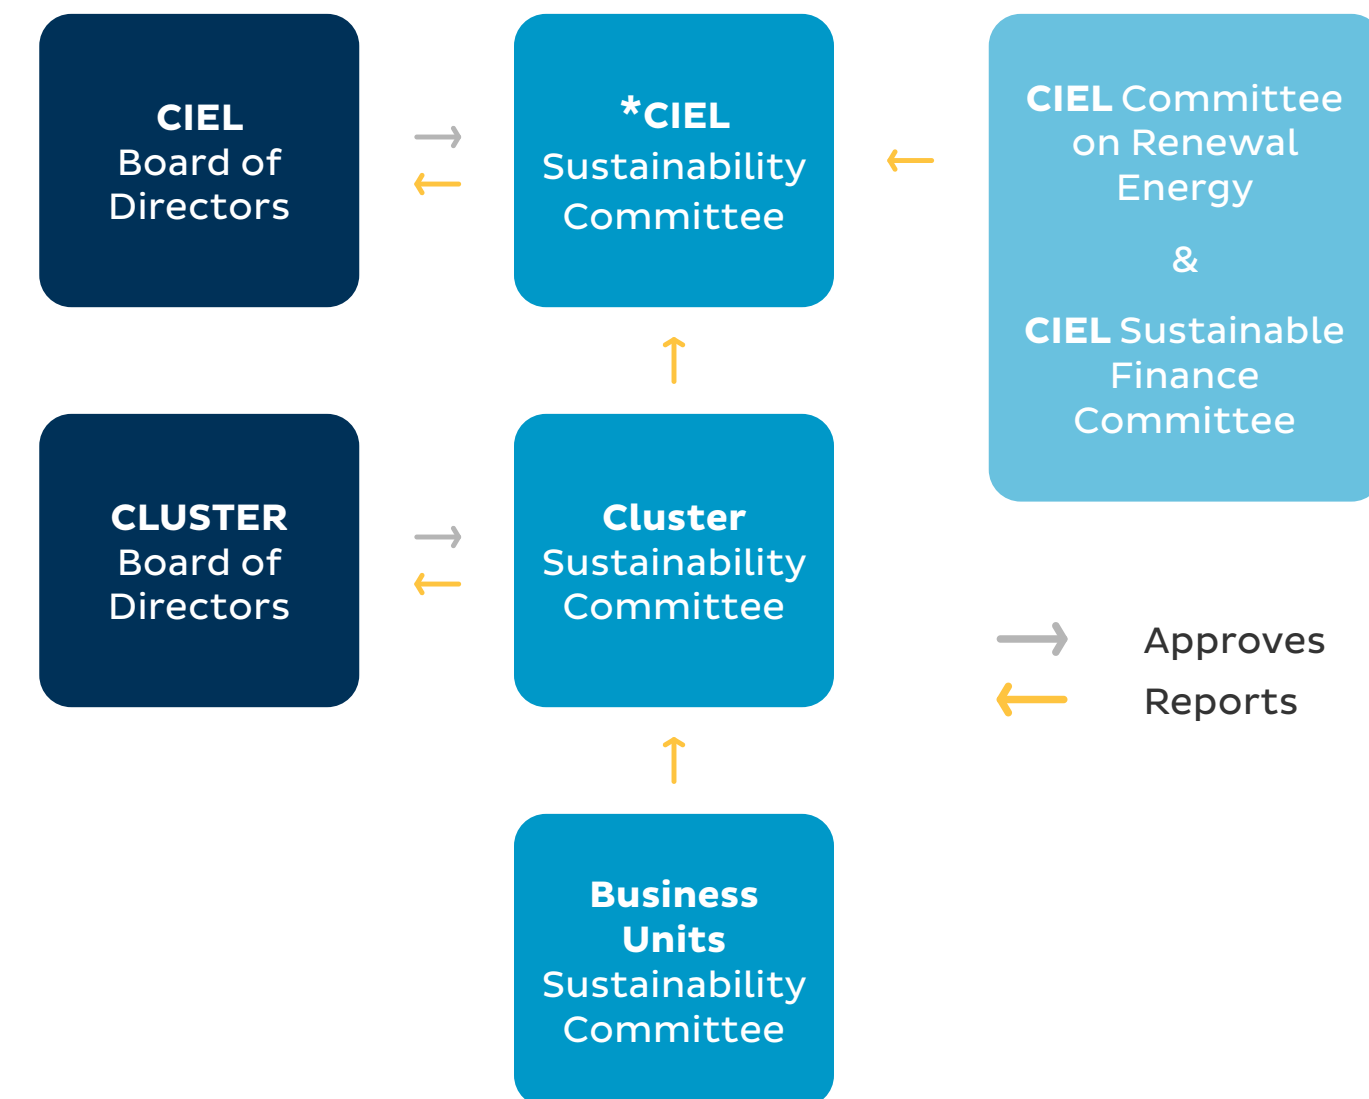 CIEL
Board of
Directors
*CIEL
Sustainability
Committee
CIEL Committee
on Renewal
Energy
&
CIEL Sustainable
Finance
Committee
CLUSTER
Board of
Directors
Cluster
Sustainability
Committee
Approves
Reports
Business
Units
Sustainability
Committee